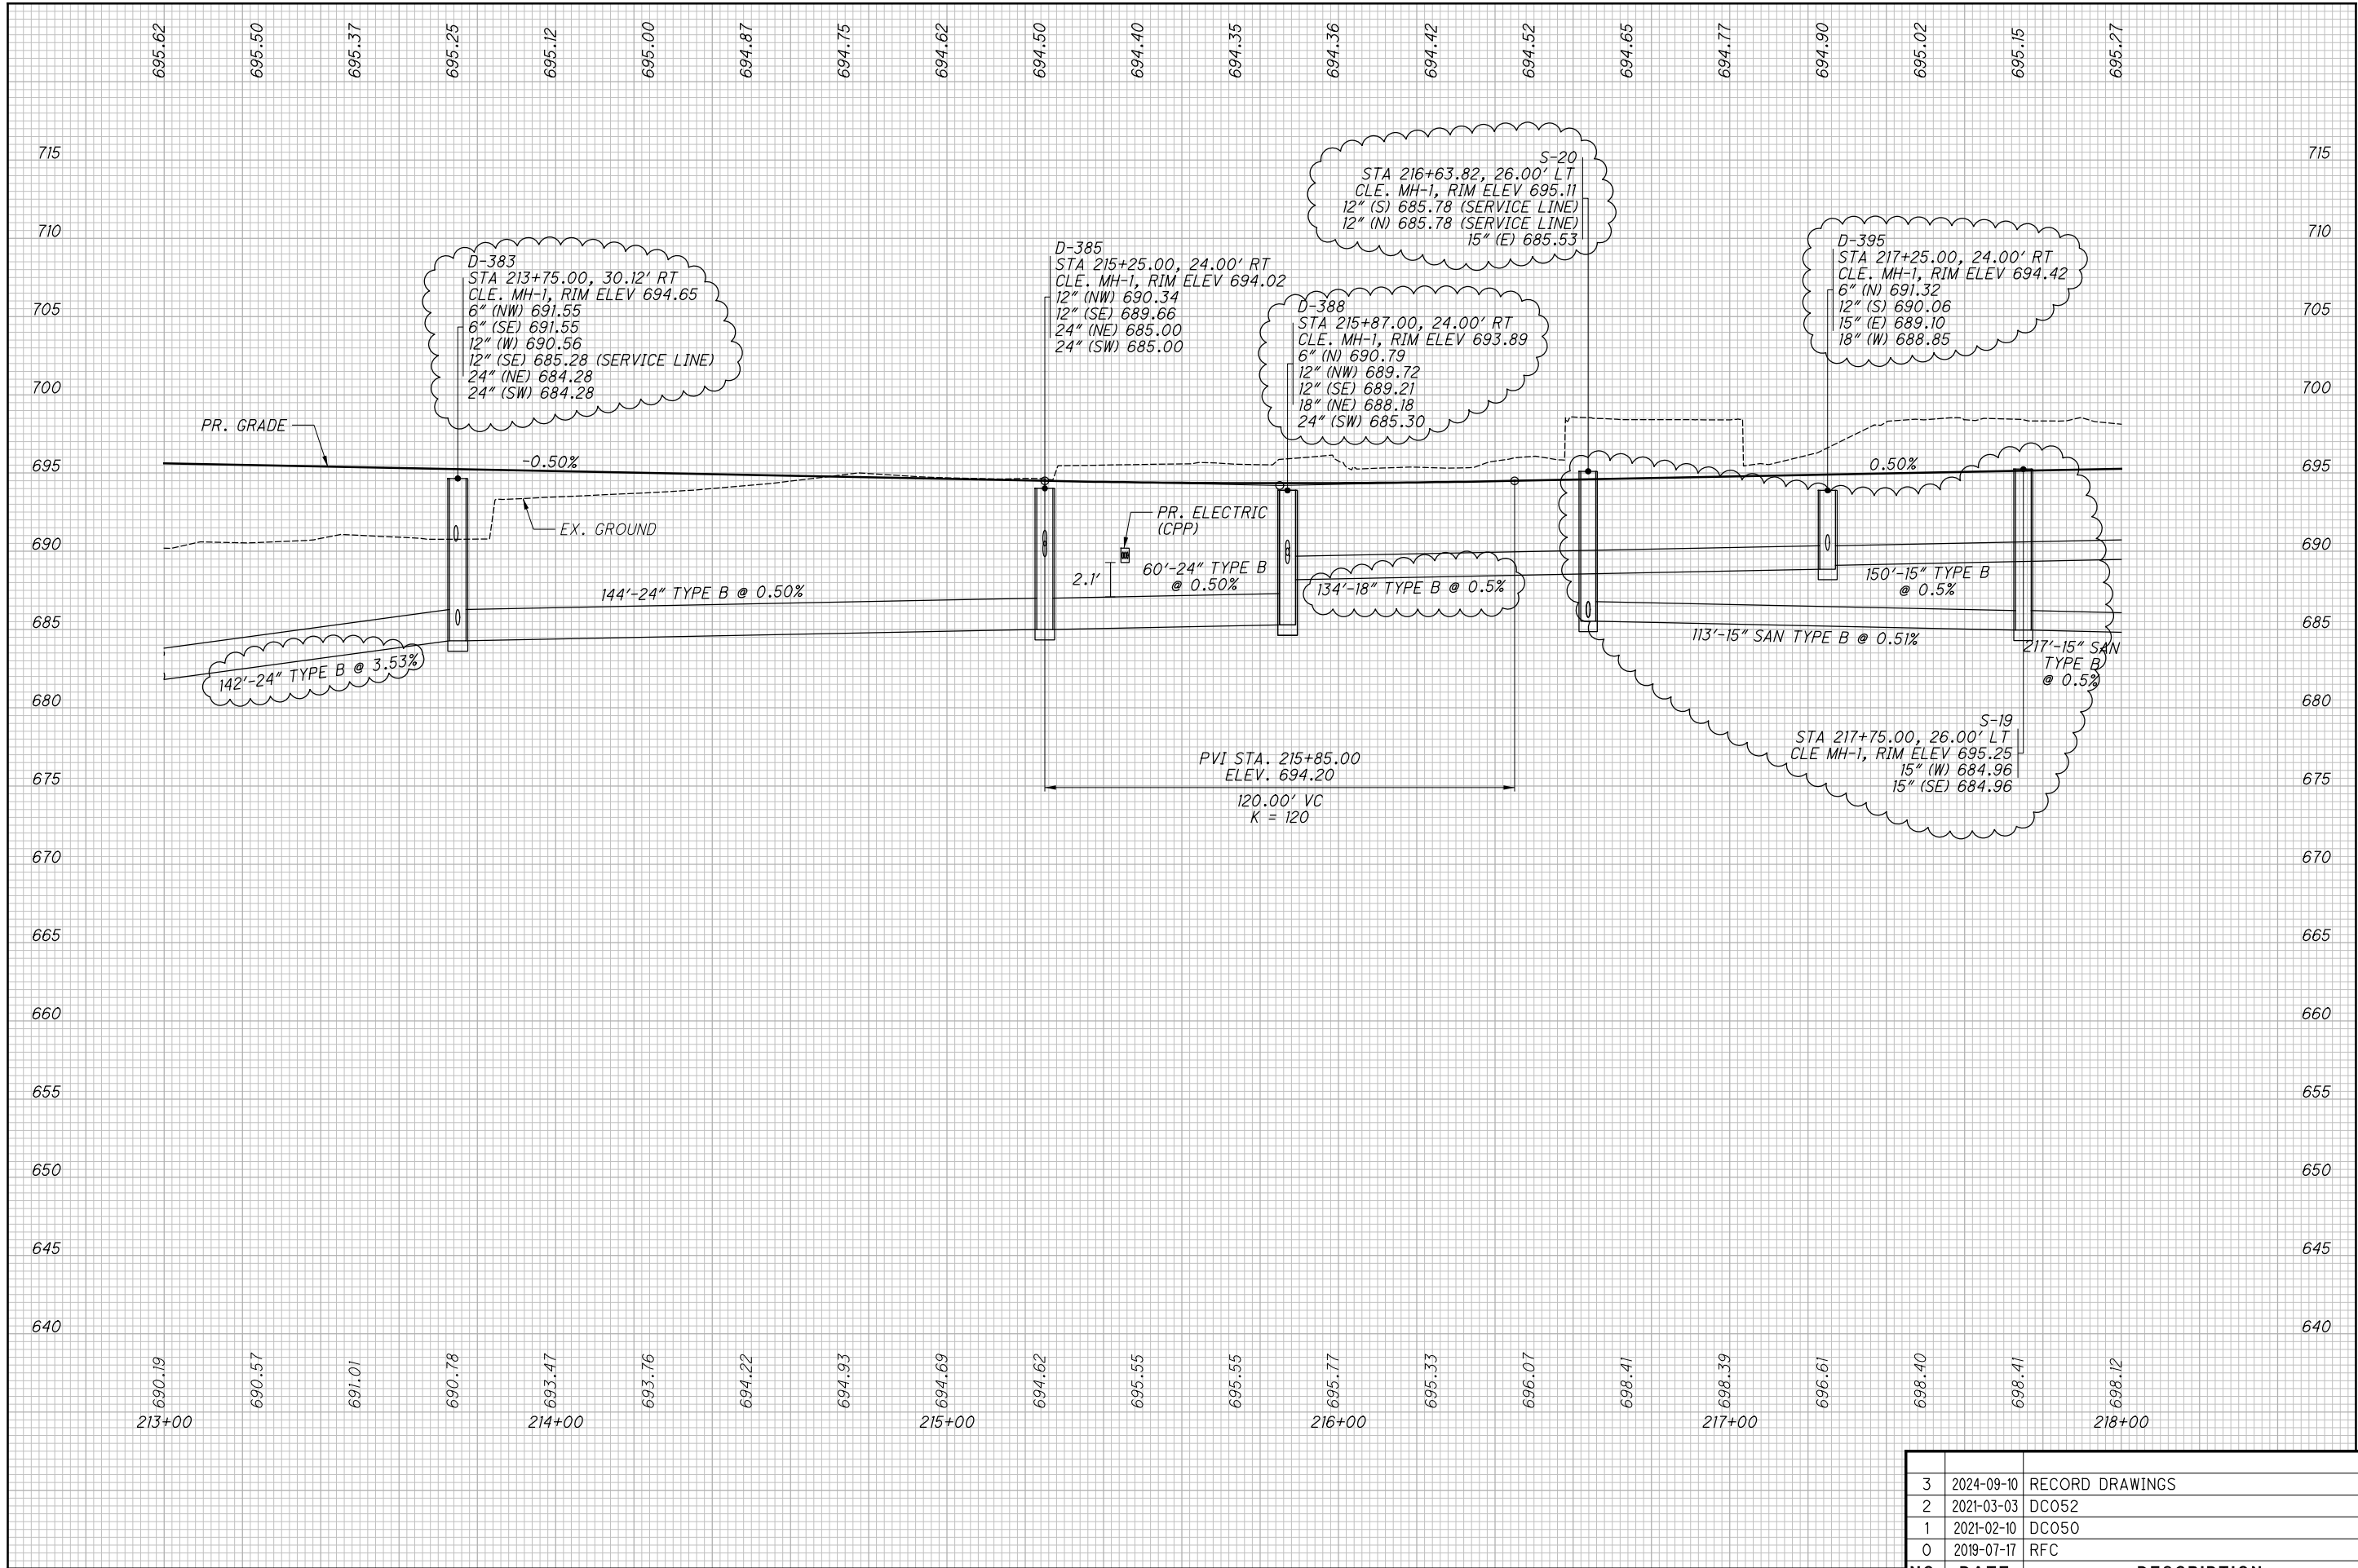 695.62
695.50
695.37
695.25
695.12
695.00
694.87
694.75
694.62
694.50
694.40
694.35
694.36
694.42
694.52
694.65
694.77
694.90
695.02
695.15
695.27
715
710
705
700
695
690
685
680
675
670
665
660
655
650
645
640
715
710
705
700
695
690
685
680
675
670
665
660
655
650
645
640
D-383
STA 213+75.00, 30.12' RT
CLE. MH-1, RIM ELEV 694.65
6" (NW) 691.55
6" (SE) 691.55
12" (W) 690.56
12" (SE) 685.28 (SERVICE LINE)
24" (NE) 684.28
24" (SW) 684.28
D-385
STA 215+25.00, 24.00' RT
CLE. MH-1, RIM ELEV 694.02
12" (NW) 690.34
12" (SE) 689.66
24" (NE) 685.00
24" (SW) 685.00
S-20
STA 216+63.82, 26.00' LT
CLE. MH-1, RIM ELEV 695.11
12" (S) 685.78 (SERVICE LINE)
12" (N) 685.78 (SERVICE LINE)
15" (E) 685.53
D-388
STA 215+87.00, 24.00' RT
CLE. MH-1, RIM ELEV 693.89
6" (N) 690.79
12" (NW) 689.72
12" (SE) 689.21
18" (NE) 688.18
24" (SW) 685.30
D-395
STA 217+25.00, 24.00' RT
CLE. MH-1, RIM ELEV 694.42
6" (N) 691.32
12" (S) 690.06
15" (E) 689.10
18" (W) 688.85
PR. GRADE
-0.50%
0.50%
EX. GROUND
PR. ELECTRIC
(CPP)
2.1'
60'-24" TYPE B
@ 0.50%
144'-24" TYPE B @ 0.50%
134'-18" TYPE B @ 0.5%
150'-15" TYPE B
@ 0.5%
142'-24" TYPE B @ 3.53%
113'-15" SAN TYPE B @ 0.51%
217'-15" SAN
TYPE B
@ 0.5%
S-19
STA 217+75.00, 26.00' LT
CLE MH-1, RIM ELEV 695.25
15" (W) 684.96
15" (SE) 684.96
PVI STA. 215+85.00
ELEV. 694.20
120.00' VC
K = 120
690.19
690.57
691.01
690.78
693.47
693.76
694.22
694.93
694.69
694.62
695.55
695.55
695.77
695.33
696.07
698.41
698.39
696.61
698.40
698.41
698.12
213+00
214+00
215+00
216+00
217+00
218+00
3 2024-09-10 RECORD DRAWINGS
2 2021-03-03 DC052
1 2021-02-10 DC050
0 2019-07-17 RFC
NO DATE DESCRIPTION